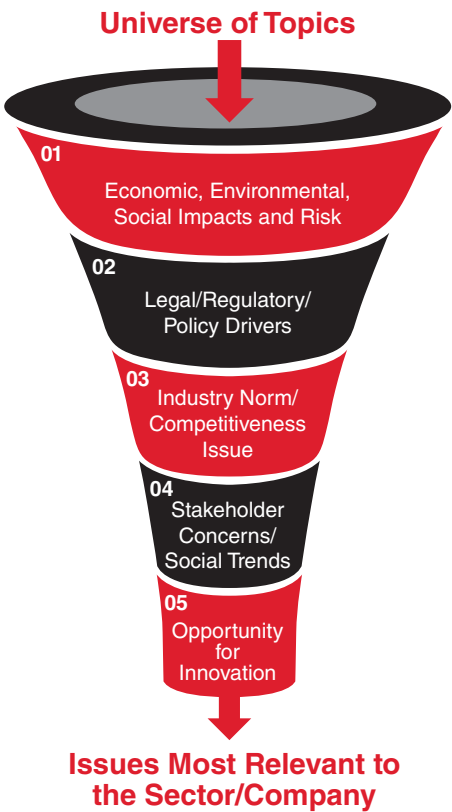 Universe of Topics
01
Economic, Environmental,
Social Impacts and Risk
02
Legal/Regulatory/
Policy Drivers
03
Industry Norm/
Competitiveness
Issue
04
Stakeholder
Concerns/
Social Trends
05
Opportunity
for
Innovation
Issues Most Relevant to
the Sector/Company